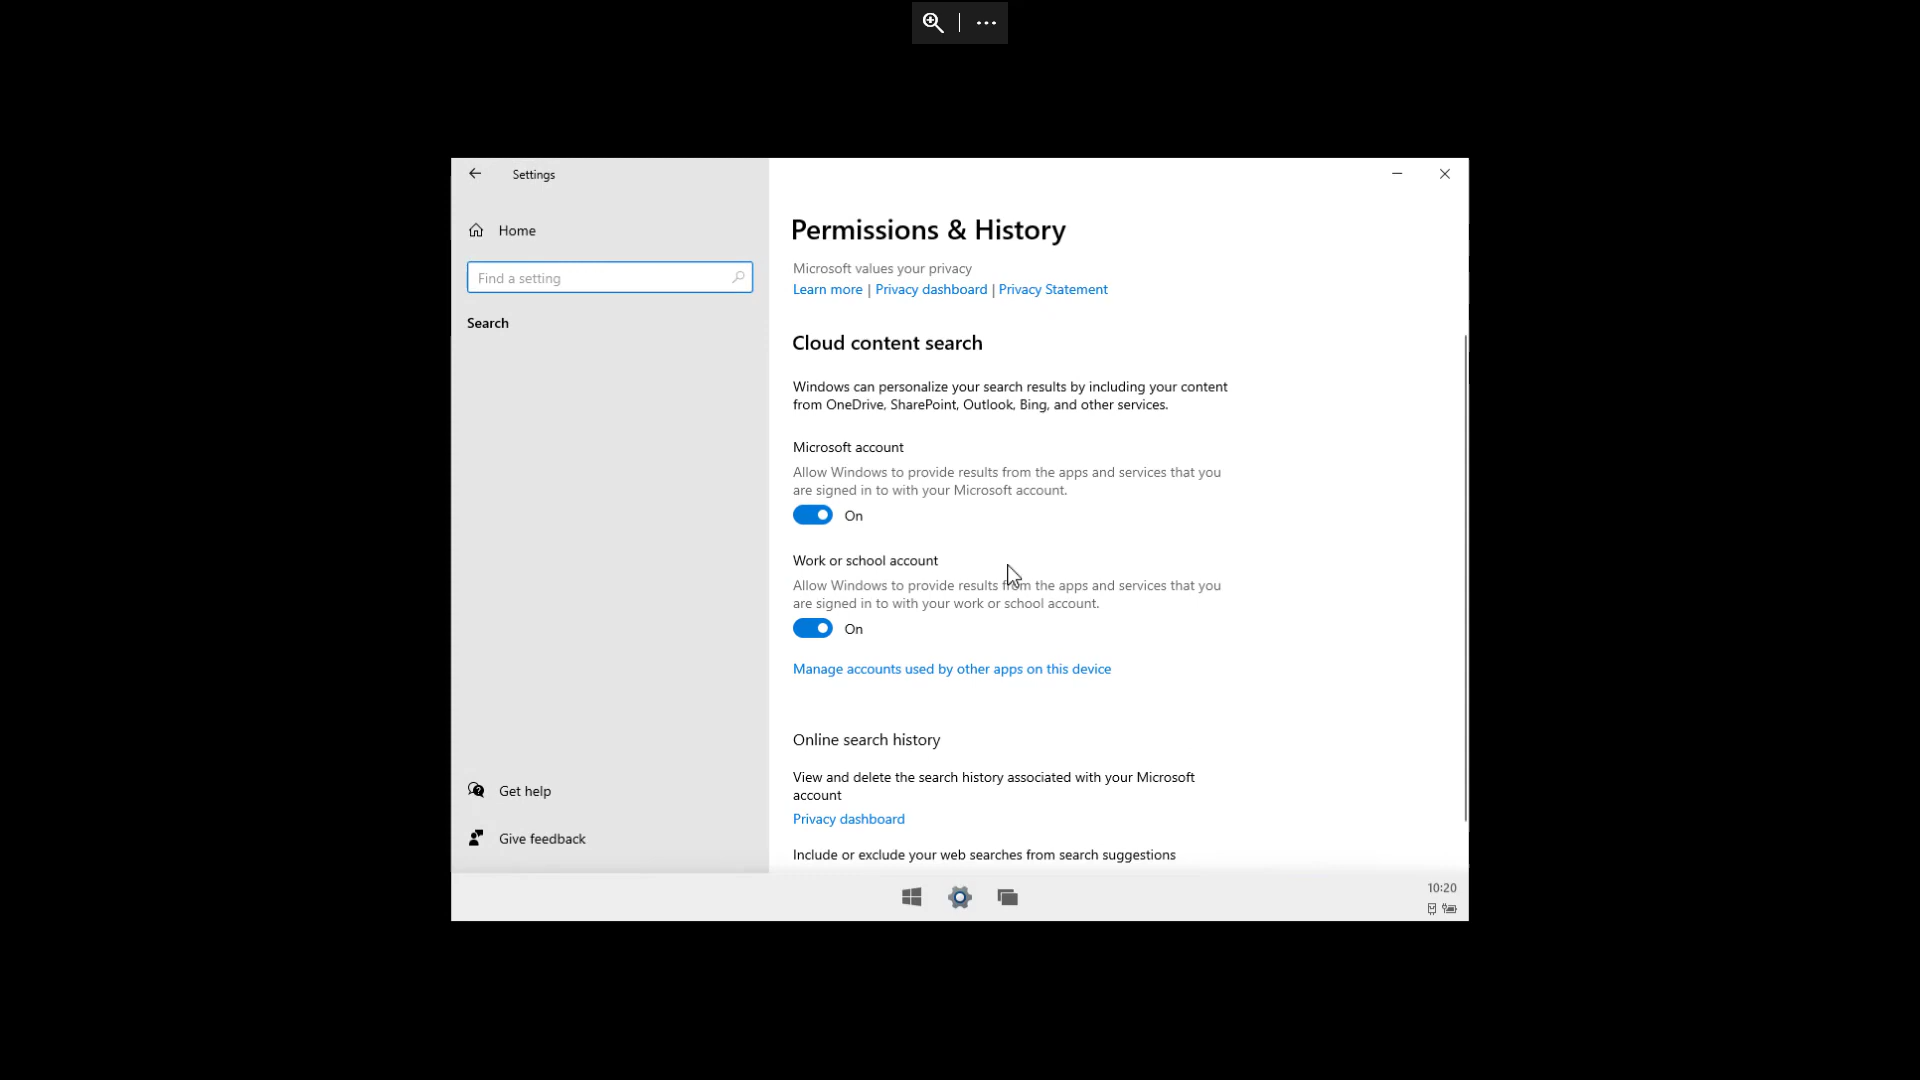 Settings
Home
Find a setting
Search
Get help
Give feedback
Permissions & History
Microsoft values your privacy
Learn more | Privacy dashboard | Privacy Statement
Cloud content search
Windows can personalize your search results by including your content
from OneDrive, SharePoint, Outlook, Bing, and other services.
Microsoft account
Allow Windows to provide results from the apps and services that you
are signed in to with your Microsoft account.
On
Work or school account
Allow Windows to provide results from the apps and services that you
are signed in to with your work or school account.
On
Manage accounts used by other apps on this device
Online search history
View and delete the search history associated with your Microsoft
account
Privacy dashboard
Include or exclude your web searches from search suggestions
10:20